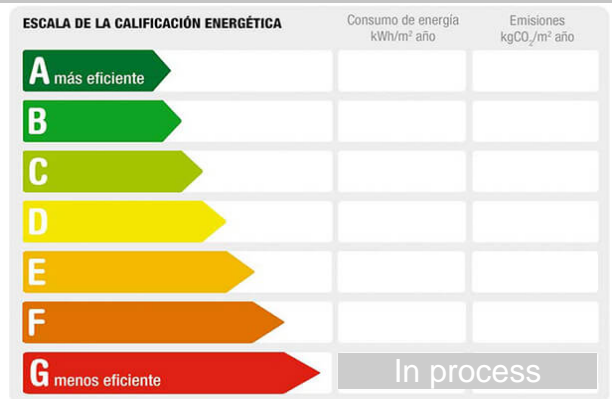 ESCALA DE LA CALIFICACIÓN ENERGÉTICA
Consumo de energía
kWh/m² año
Emisiones
kgCO₂/m² año
A más eficiente
B
C
D
E
F
G menos eficiente
In process